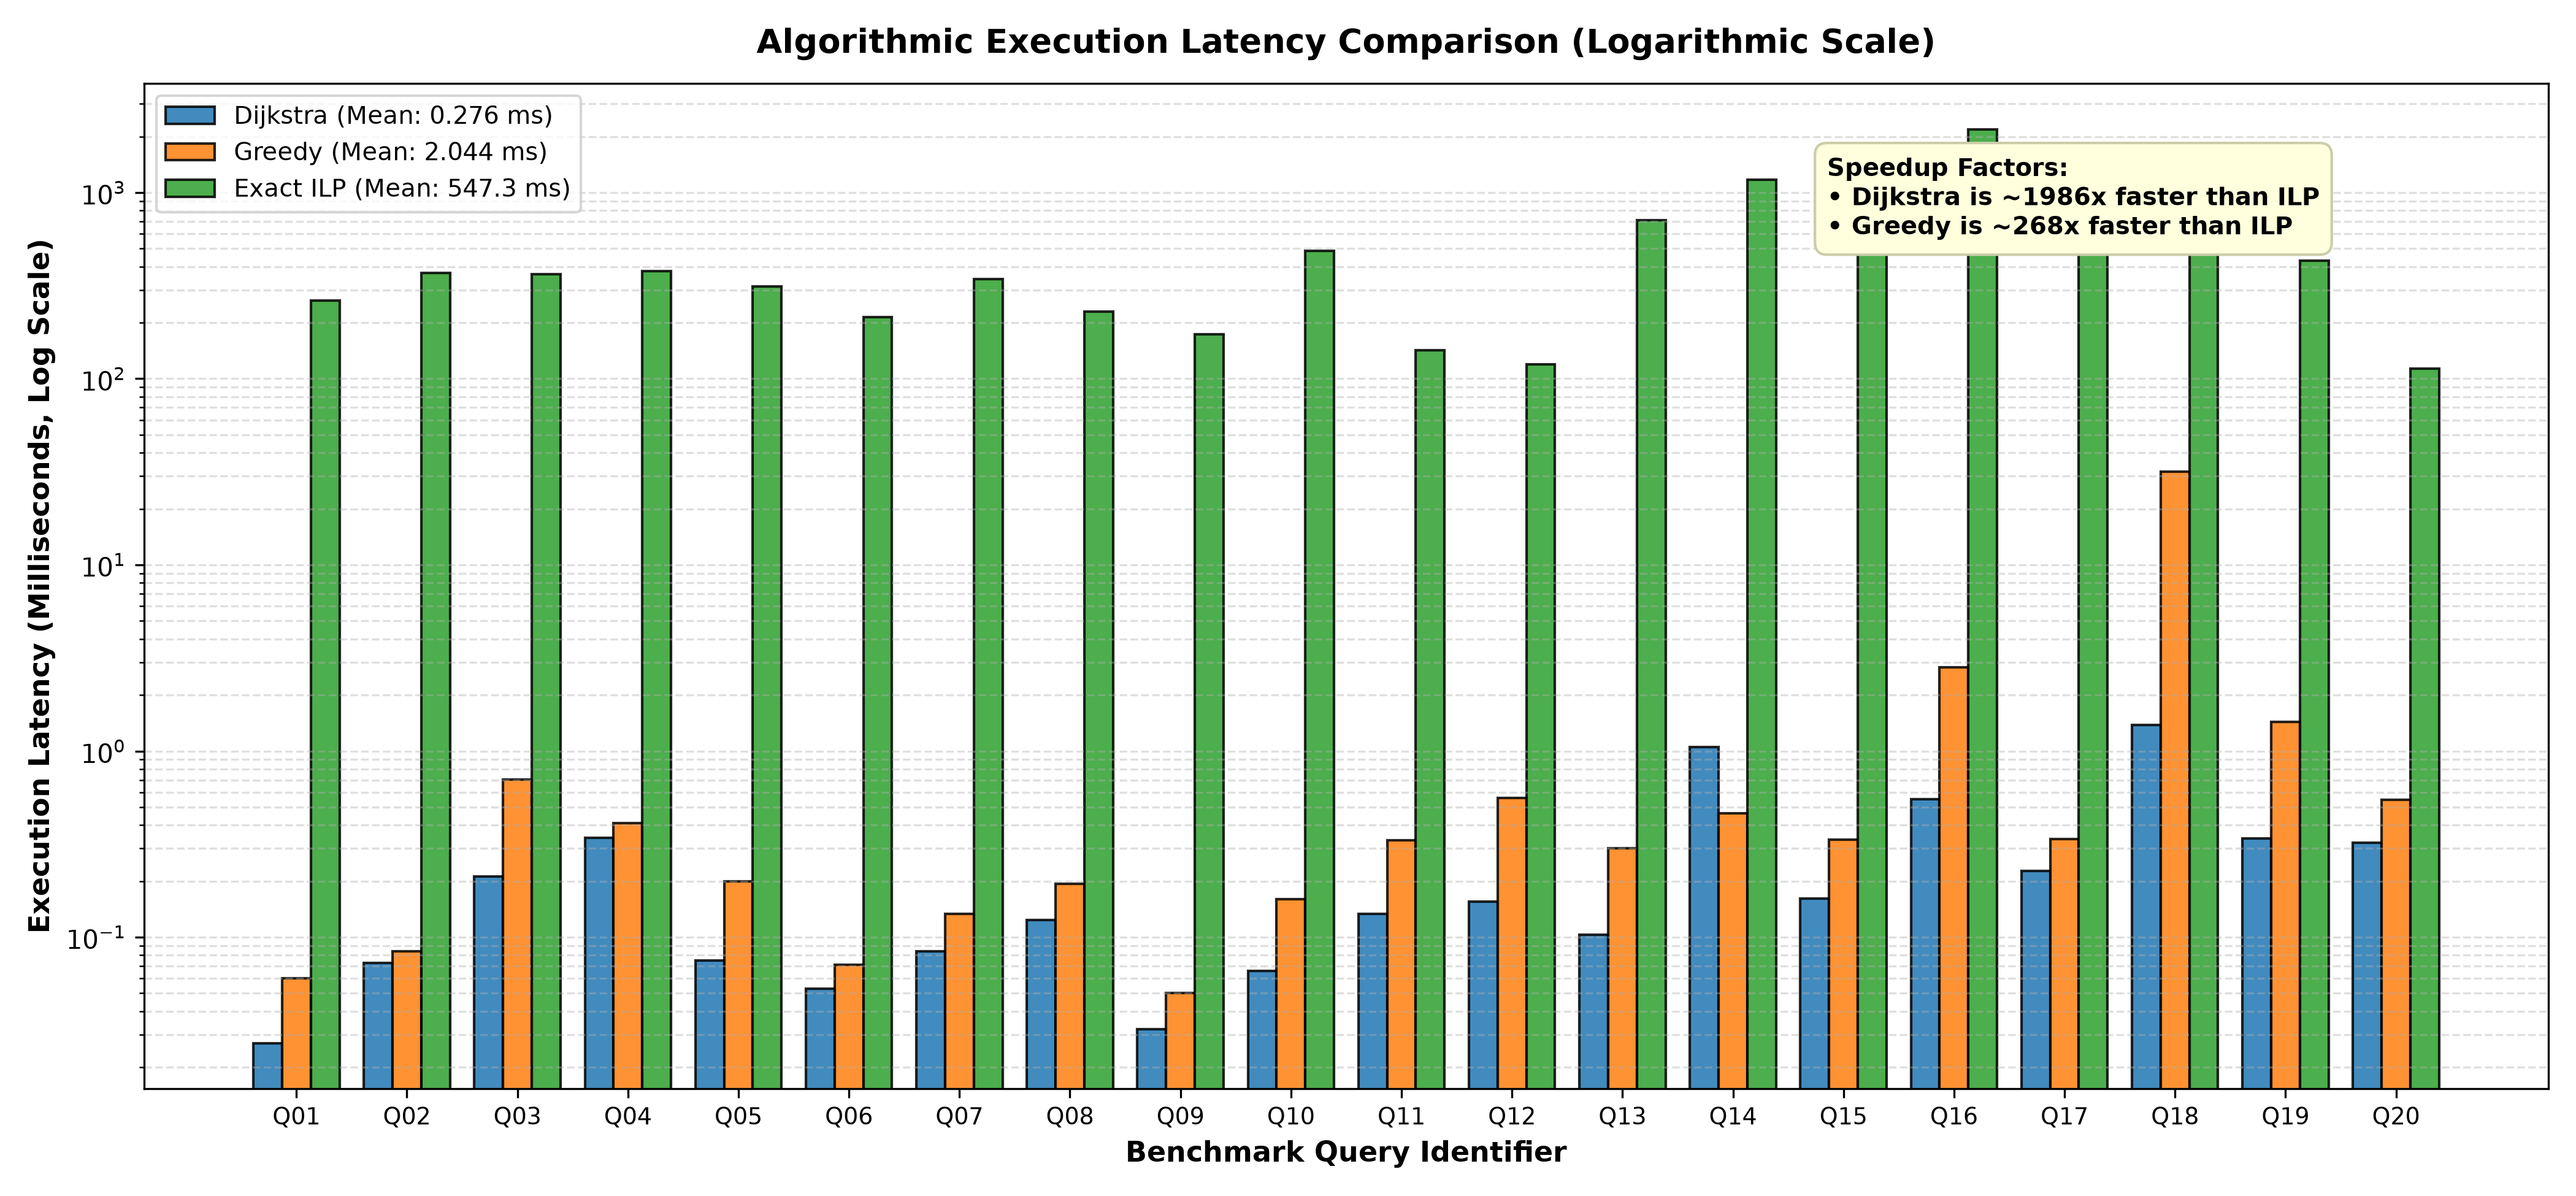 Algorithmic Execution Latency Comparison (Logarithmic Scale)
Dijkstra (Mean: 0.276 ms)
Greedy (Mean: 2.044 ms)
Exact ILP (Mean: 547.3 ms)
Speedup Factors:
• Dijkstra is ~1986x faster than ILP
• Greedy is ~268x faster than ILP
Execution Latency (Milliseconds, Log Scale)
10³
10²
10¹
10⁰
10⁻¹
Q01 Q02 Q03 Q04 Q05 Q06 Q07 Q08 Q09 Q10 Q11 Q12 Q13 Q14 Q15 Q16 Q17 Q18 Q19 Q20
Benchmark Query Identifier